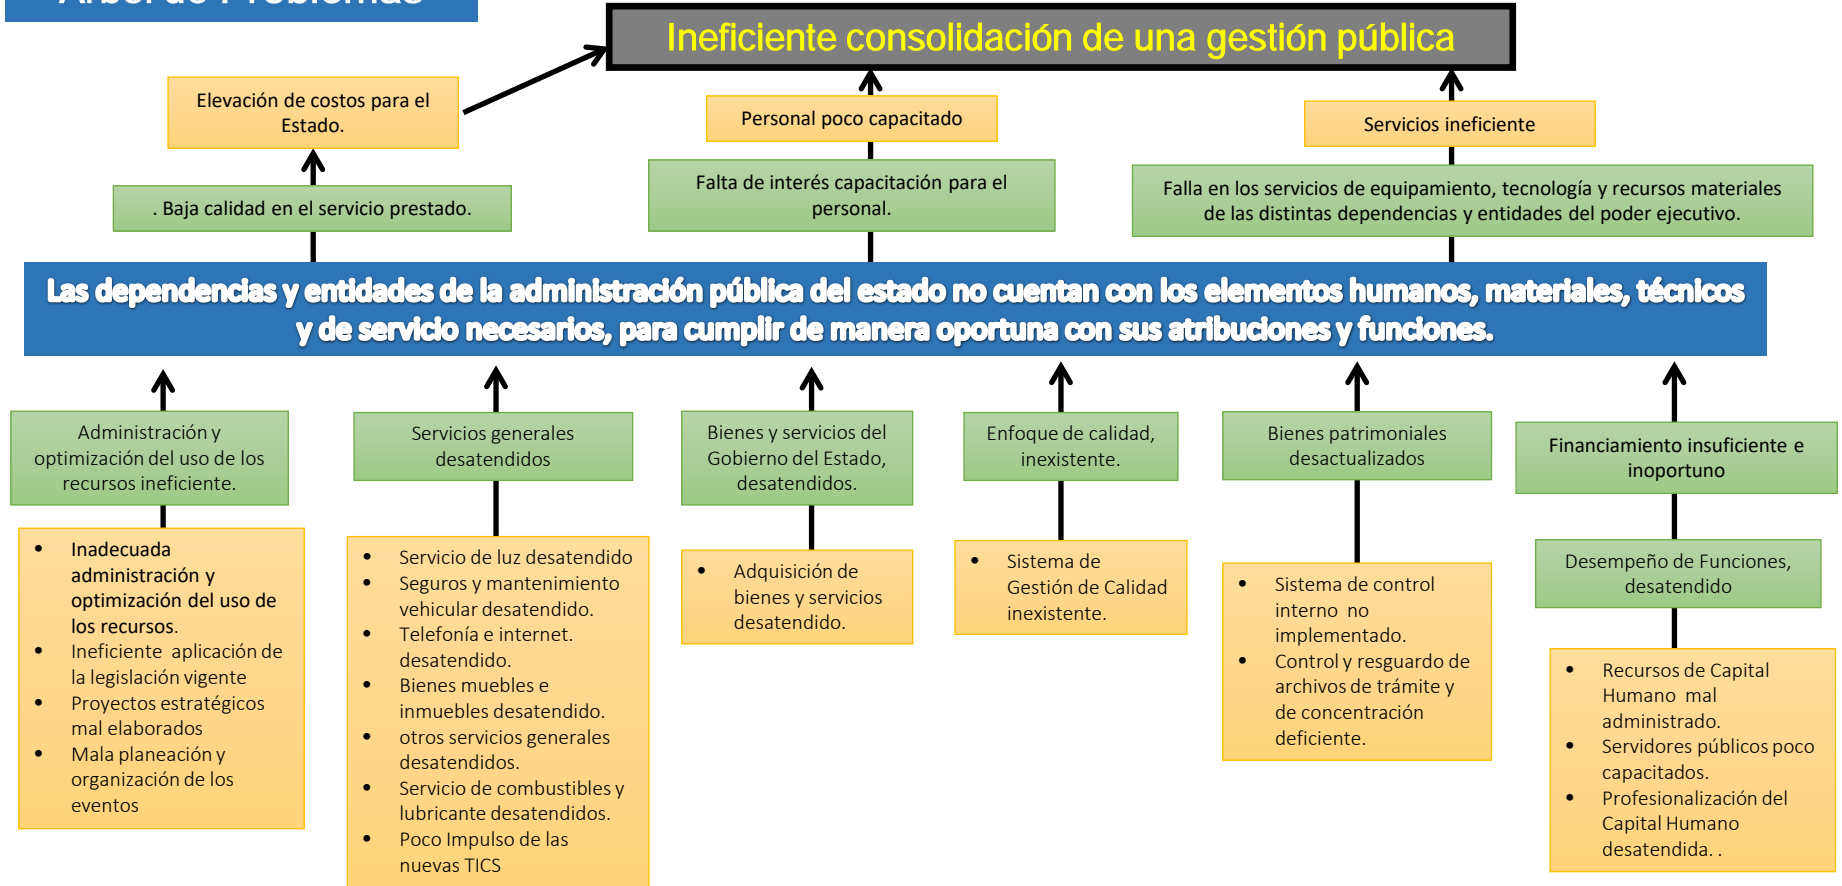 Árbol de Problemas
Ineficiente consolidación de una gestión pública
Elevación de costos para el
Estado.
Personal poco capacitado
Servicios ineficiente
. Baja calidad en el servicio prestado.
Falta de interés capacitación para el
personal.
Falla en los servicios de equipamiento, tecnología y recursos materiales
de las distintas dependencias y entidades del poder ejecutivo.
Las dependencias y entidades de la administración pública del estado no cuentan con los elementos humanos, materiales, técnicos
y de servicio necesarios, para cumplir de manera oportuna con sus atribuciones y funciones.
Administración y
optimización del uso de los
recursos ineficiente.
Servicios generales
desatendidos
Bienes y servicios del
Gobierno del Estado,
desatendidos.
Enfoque de calidad,
inexistente.
Bienes patrimoniales
desactualizados
Financiamiento insuficiente e
inoportuno
• Inadecuada
administración y
optimización del uso de
los recursos.
• Ineficiente aplicación de
la legislación vigente
• Proyectos estratégicos
mal elaborados
• Mala planeación y
organización de los
eventos
• Servicio de luz desatendido
• Seguros y mantenimiento
vehicular desatendido.
• Telefonía e internet.
desatendido.
• Bienes muebles e
inmuebles desatendido.
• otros servicios generales
desatendidos.
• Servicio de combustibles y
lubricante desatendidos.
• Poco Impulso de las
nuevas TICS
• Adquisición de
bienes y servicios
desatendido.
• Sistema de
Gestión de Calidad
inexistente.
• Sistema de control
interno no
implementado.
• Control y resguardo de
archivos de trámite y
de concentración
deficiente.
Desempeño de Funciones,
desatendido
• Recursos de Capital
Humano mal
administrado.
• Servidores públicos poco
capacitados.
• Profesionalización del
Capital Humano
desatendida. .